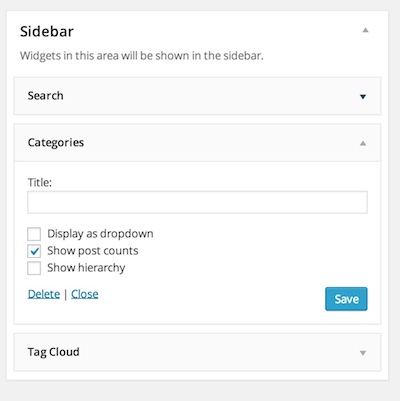 Sidebar
Widgets in this area will be shown in the sidebar.
Search
Categories
Title:
Display as dropdown
Show post counts
Show hierarchy
Delete | Close
Save
Tag Cloud